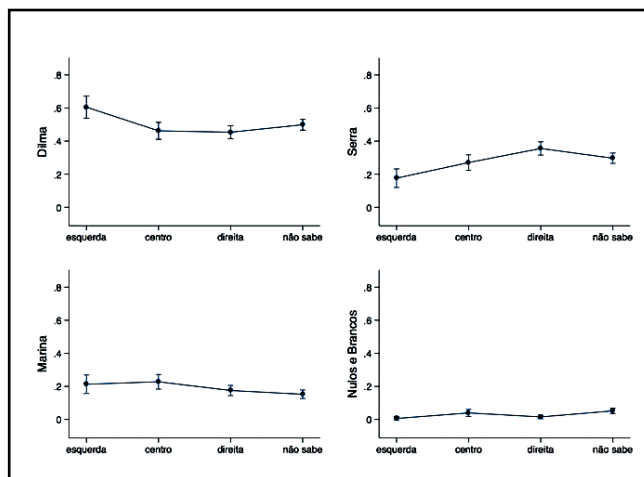 .8
.6
.4
.2
0
Dilma
esquerda centro direita não sabe
.8
.6
.4
.2
0
Serra
esquerda centro direita não sabe
.8
.6
.4
.2
0
Marina
esquerda centro direita não sabe
.8
.6
.4
.2
0
Nulos e Brancos
esquerda centro direita não sabe